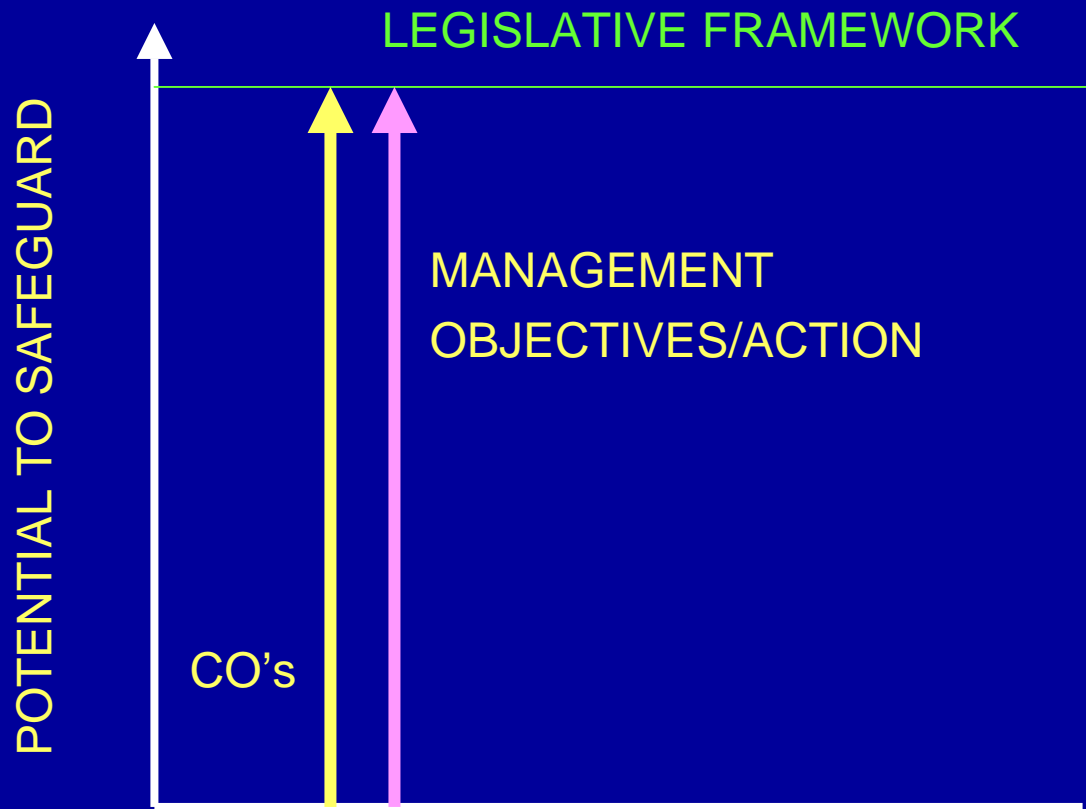 LEGISLATIVE FRAMEWORK
POTENTIAL TO SAFEGUARD
MANAGEMENT
OBJECTIVES/ACTION
CO’s